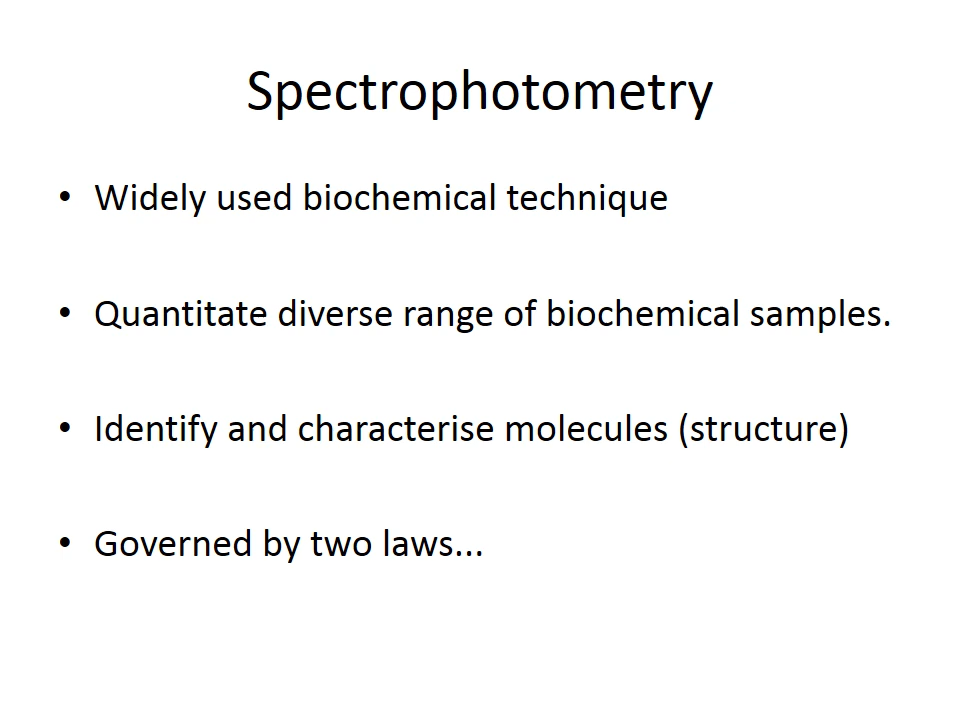 Spectrophotometry
• Widely used biochemical technique
• Quantitate diverse range of biochemical samples.
• Identify and characterise molecules (structure)
• Governed by two laws...